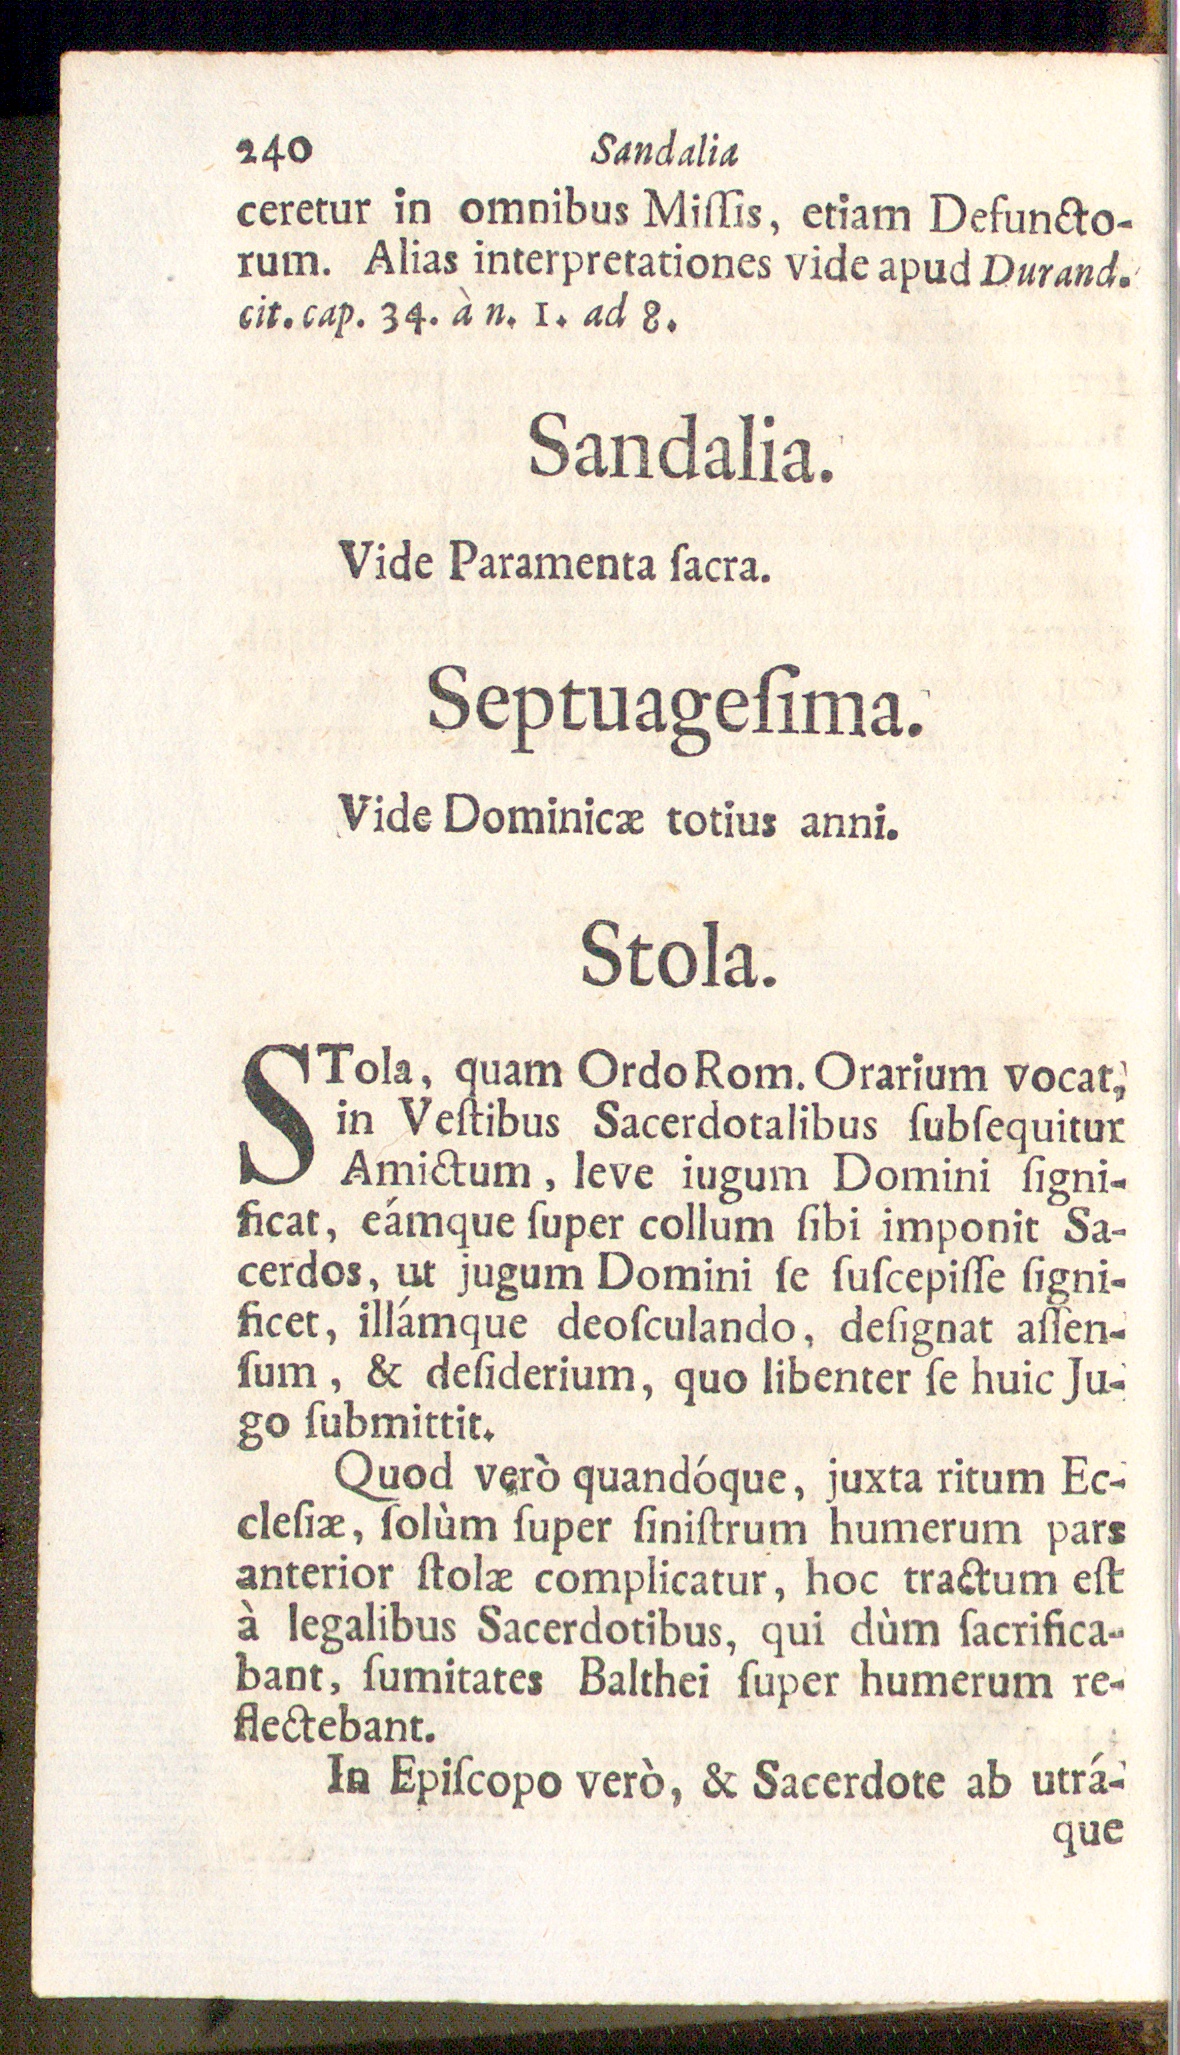 240 Sandalia
ceretur in omnibus Miſſis, etiam Defuncto-
rum. Alias interpretationes vide apud Durand.
cit. cap. 34. à n. 1. ad 8.
Sandalia.
Vide Paramenta ſacra.
Septuageſima.
Vide Dominicæ totius anni.
Stola.
STola, quam Ordo Rom. Orarium vocat,
in Veſtibus Sacerdotalibus ſubſequitur
Amictum, leve iugum Domini ſigni-
ficat, eámque ſuper collum ſibi imponit Sa-
cerdos, ut jugum Domini ſe ſuſcepiſſe ſigni-
ficet, illámque deoſculando, deſignat aſſen-
ſum, & deſiderium, quo libenter ſe huic Ju-
go ſubmittit.
Quod verò quandóque, juxta ritum Ec-
cleſiæ, ſolùm ſuper ſiniſtrum humerum pars
anterior ſtolæ complicatur, hoc tractum eſt
à legalibus Sacerdotibus, qui dùm ſacrifica-
bant, ſumitates Balthei ſuper humerum re-
flectebant.
In Epiſcopo verò, & Sacerdote ab utrá-
que